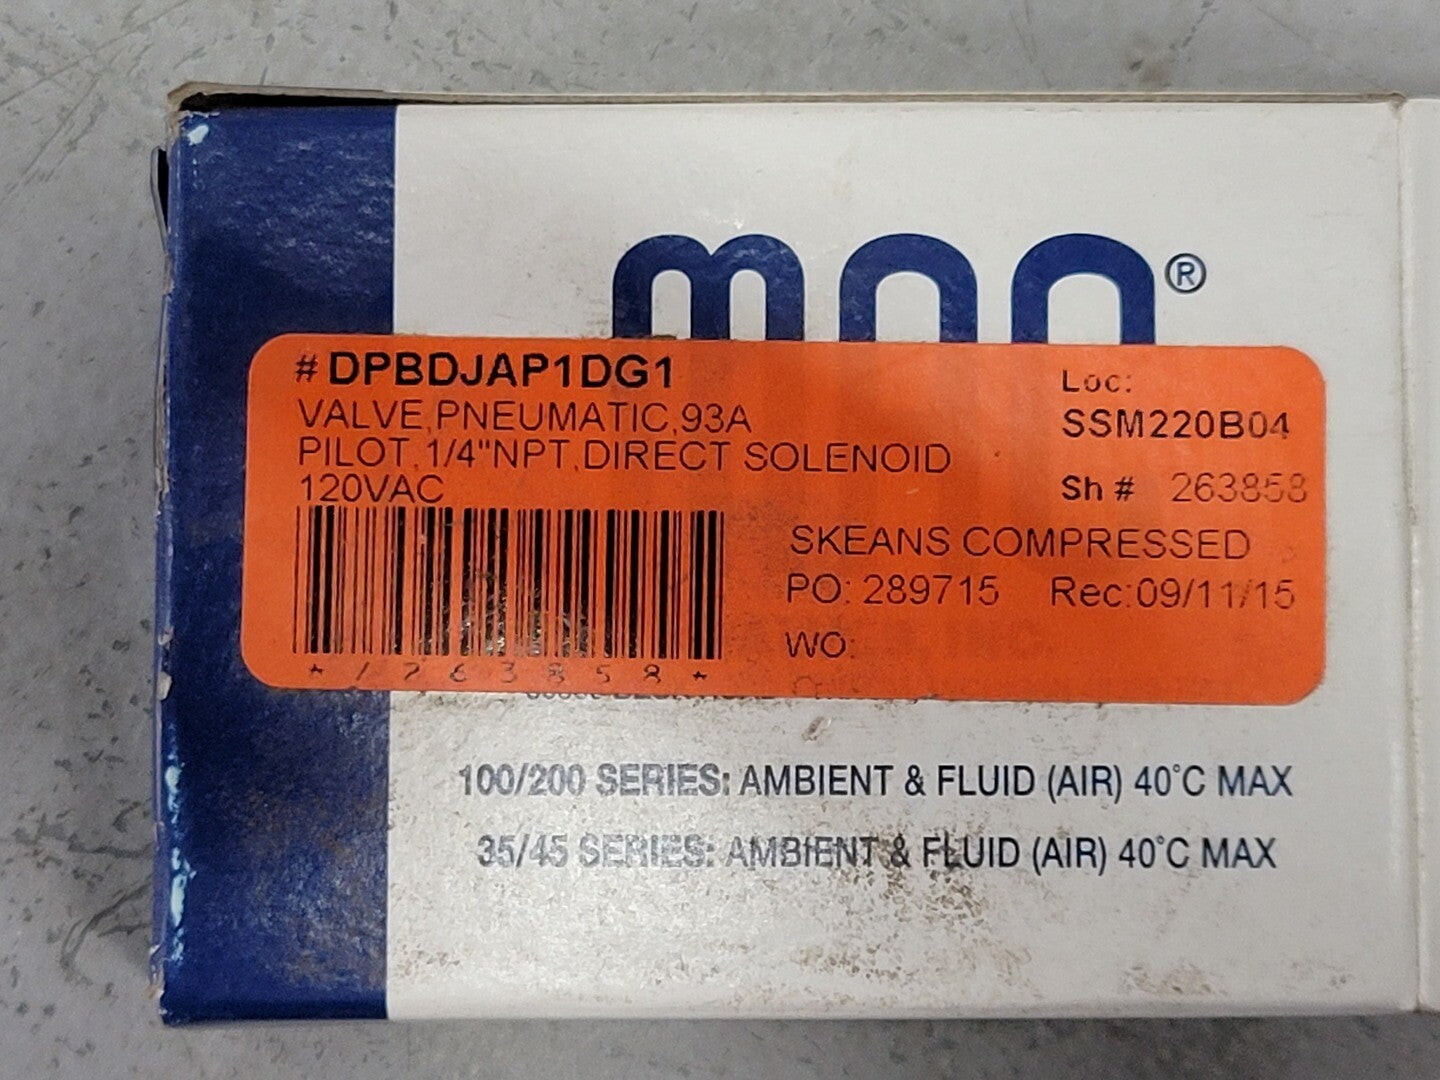 ®
# DPBDJAP1DG1
VALVE,PNEUMATIC,93A
PILOT,1/4"NPT,DIRECT SOLENOID
120VAC
Loc:
SSM220B04
Sh # 263858
SKEANS COMPRESSED
PO: 289715 Rec:09/11/15
WO:
100/200 SERIES: AMBIENT & FLUID (AIR) 40°C MAX
35/45 SERIES: AMBIENT & FLUID (AIR) 40°C MAX